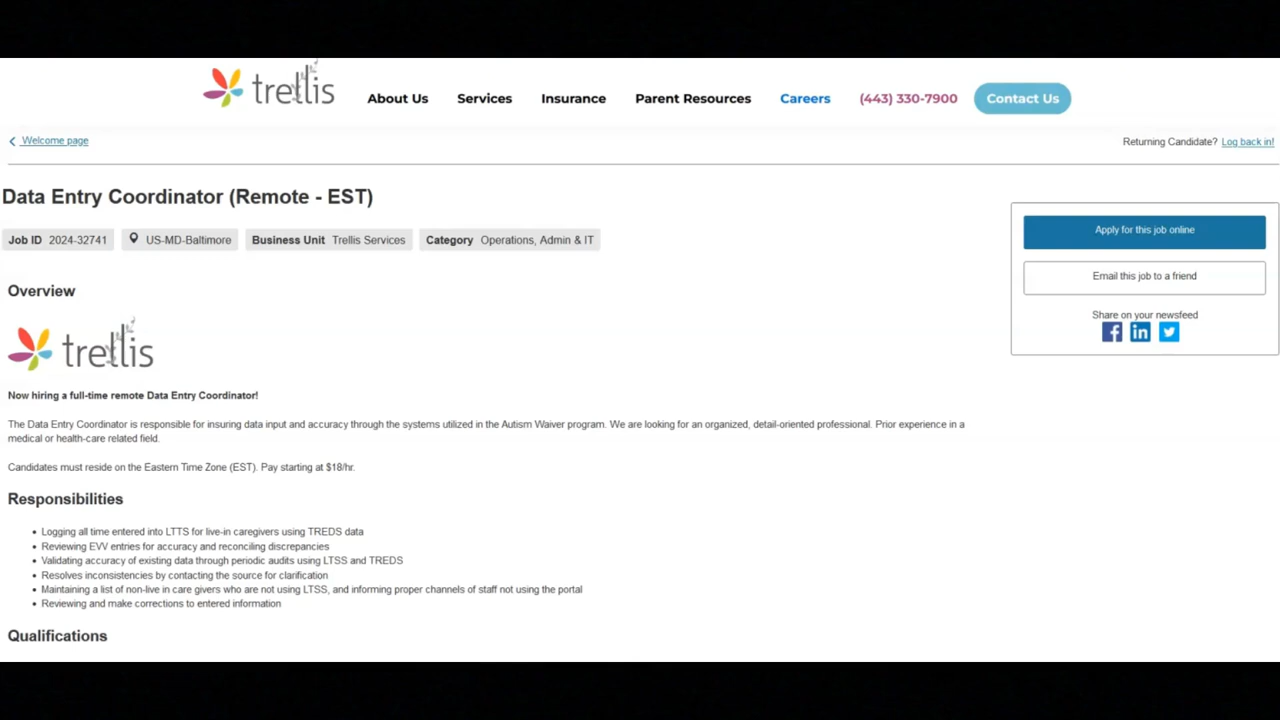 trellis
About Us Services Insurance Parent Resources Careers (443) 330-7900 Contact Us
Welcome page
Returning Candidate? Log back in!
Data Entry Coordinator (Remote - EST)
Job ID 2024-32741 US-MD-Baltimore Business Unit Trellis Services Category Operations, Admin & IT
Apply for this job online
Email this job to a friend
Share on your newsfeed
Overview
trellis
Now hiring a full-time remote Data Entry Coordinator!
The Data Entry Coordinator is responsible for insuring data input and accuracy through the systems utilized in the Autism Waiver program. We are looking for an organized, detail-oriented professional. Prior experience in a
medical or health-care related field.
Candidates must reside on the Eastern Time Zone (EST). Pay starting at $18/hr.
Responsibilities
Logging all time entered into LTTS for live-in caregivers using TREDS data
Reviewing EVV entries for accuracy and reconciling discrepancies
Validating accuracy of existing data through periodic audits using LTSS and TREDS
Resolves inconsistencies by contacting the source for clarification
Maintaining a list of non-live in care givers who are not using LTSS, and informing proper channels of staff not using the portal
Reviewing and make corrections to entered information
Qualifications